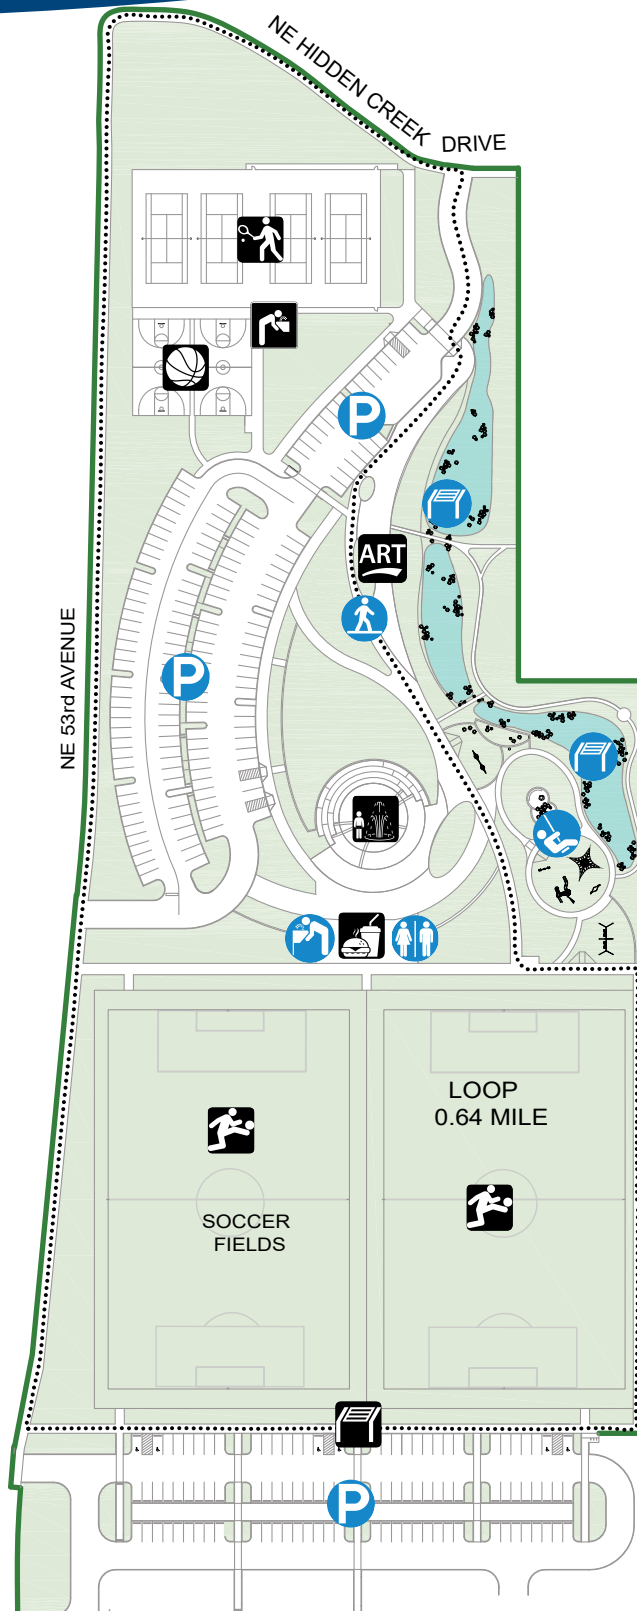 NE HIDDEN CREEK DRIVE
P
ART
NE 53rd AVENUE
P
LOOP
0.64 MILE
SOCCER
FIELDS
P